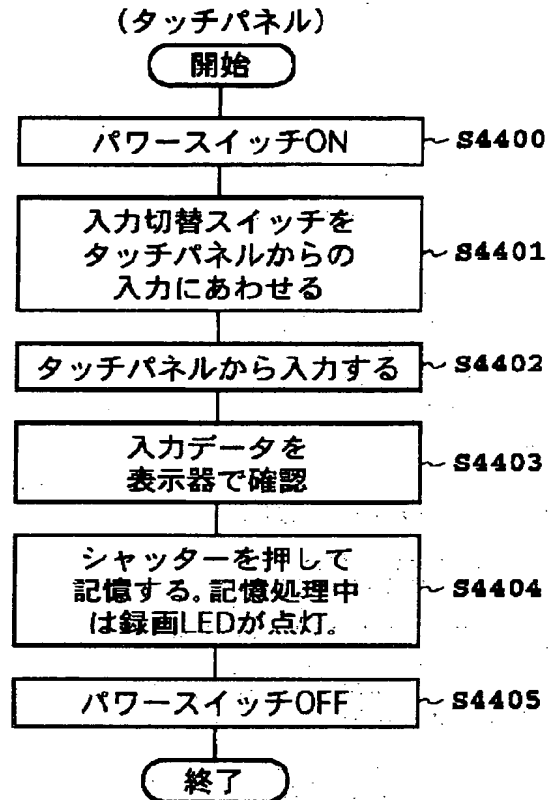 (タッチパネル)
開始
パワースイッチON
S4400
入力切替スイッチを
タッチパネルからの
入力にあわせる
S4401
タッチパネルから入力する
S4402
入力データを
表示器で確認
S4403
シャッターを押して
記憶する。記憶処理中
は録画LEDが点灯。
S4404
パワースイッチOFF
S4405
終了